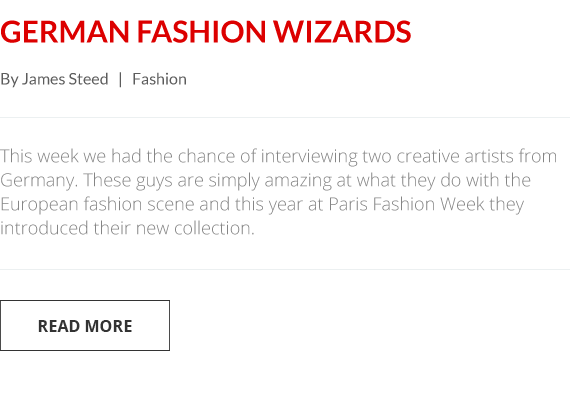 GERMAN FASHION WIZARDS
By James Steed | Fashion
This week we had the chance of interviewing two creative artists from
Germany. These guys are simply amazing at what they do with the
European fashion scene and this year at Paris Fashion Week they
introduced their new collection.
READ MORE